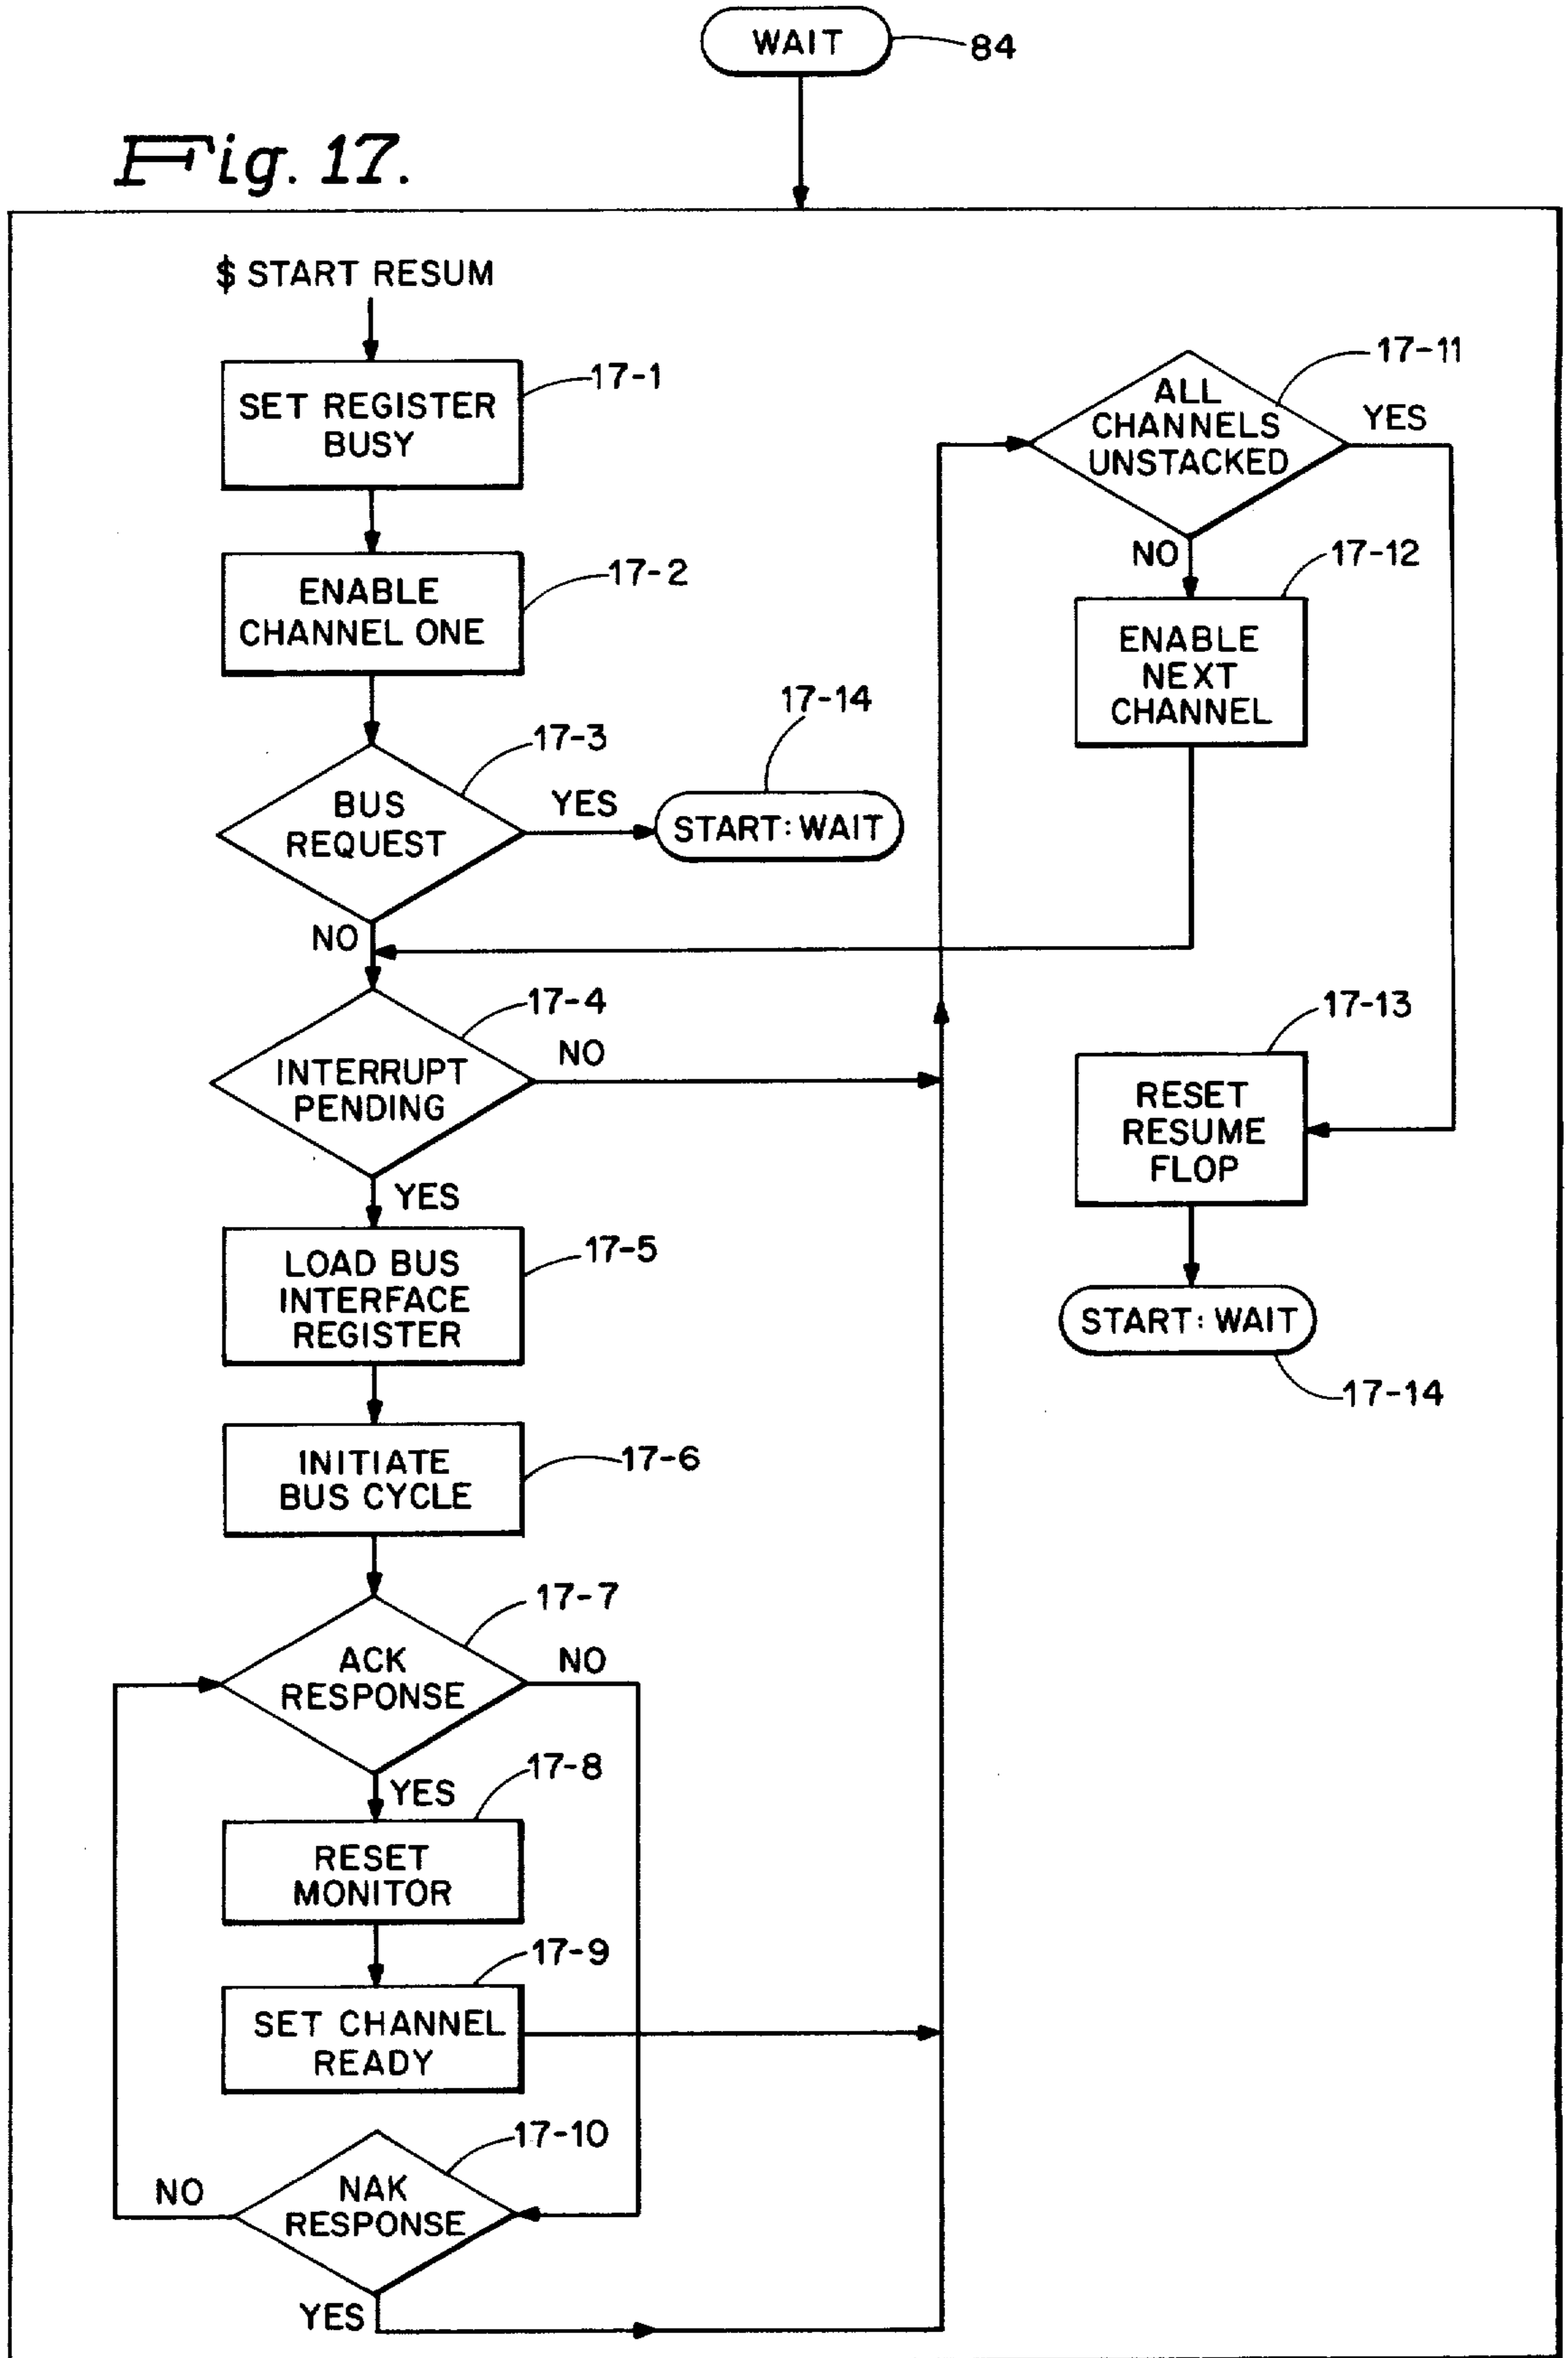 WAIT
84
Fig. 17.
$ START RESUM
17-1
SET REGISTER
BUSY
17-2
ENABLE
CHANNEL ONE
17-3
BUS
REQUEST
YES
17-14
START: WAIT
NO
17-4
INTERRUPT
PENDING
NO
YES
17-5
LOAD BUS
INTERFACE
REGISTER
17-6
INITIATE
BUS CYCLE
17-7
ACK
RESPONSE
NO
YES
17-8
RESET
MONITOR
17-9
SET CHANNEL
READY
17-10
NAK
RESPONSE
NO
YES
17-11
ALL
CHANNELS
UNSTACKED
YES
NO
17-12
ENABLE
NEXT
CHANNEL
17-13
RESET
RESUME
FLOP
START: WAIT
17-14